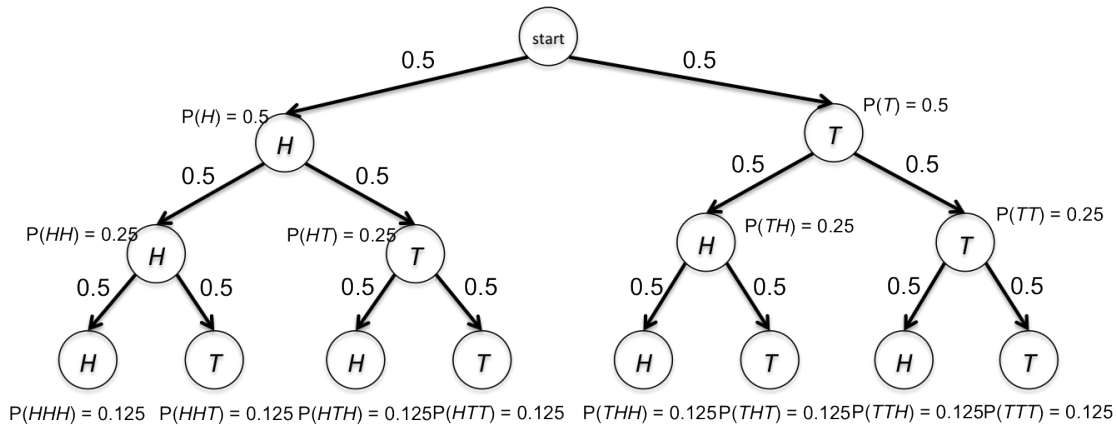 start
0.5 0.5
P(H) = 0.5 P(T) = 0.5
H T
0.5 0.5 0.5 0.5
P(HH) = 0.25 P(HT) = 0.25 P(TH) = 0.25 P(TT) = 0.25
H T H T
0.5 0.5 0.5 0.5 0.5 0.5 0.5 0.5
H T H T H T H T
P(HHH) = 0.125 P(HHT) = 0.125 P(HTH) = 0.125 P(HTT) = 0.125 P(THH) = 0.125 P(THT) = 0.125 P(TTH) = 0.125 P(TTT) = 0.125